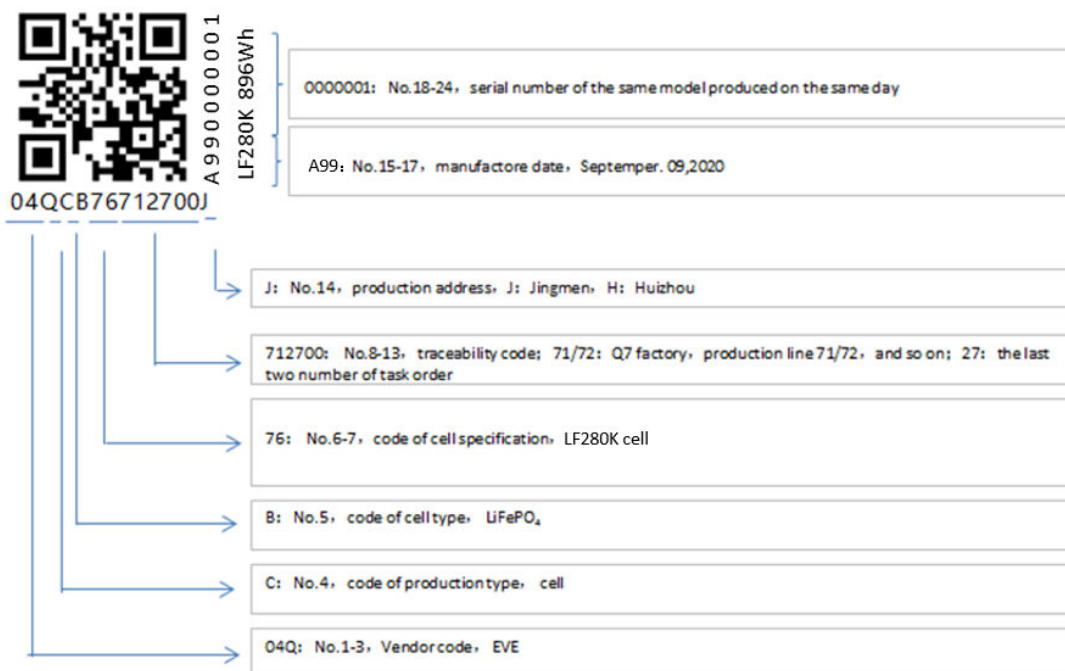 A990000001
LF280K 896Wh
04QCB76712700J
0000001: No.18-24, serial number of the same model produced on the same day
A99: No.15-17, manufactore date, Septemper. 09,2020
J: No.14, production address, J: Jingmen, H: Huizhou
712700: No.8-13, traceability code; 71/72: Q7 factory, production line 71/72, and so on; 27: the last
two number of task order
76: No.6-7, code of cell specification, LF280K cell
B: No.5, code of cell type, LiFePO₄
C: No.4, code of production type, cell
04Q: No.1-3, Vendor code, EVE